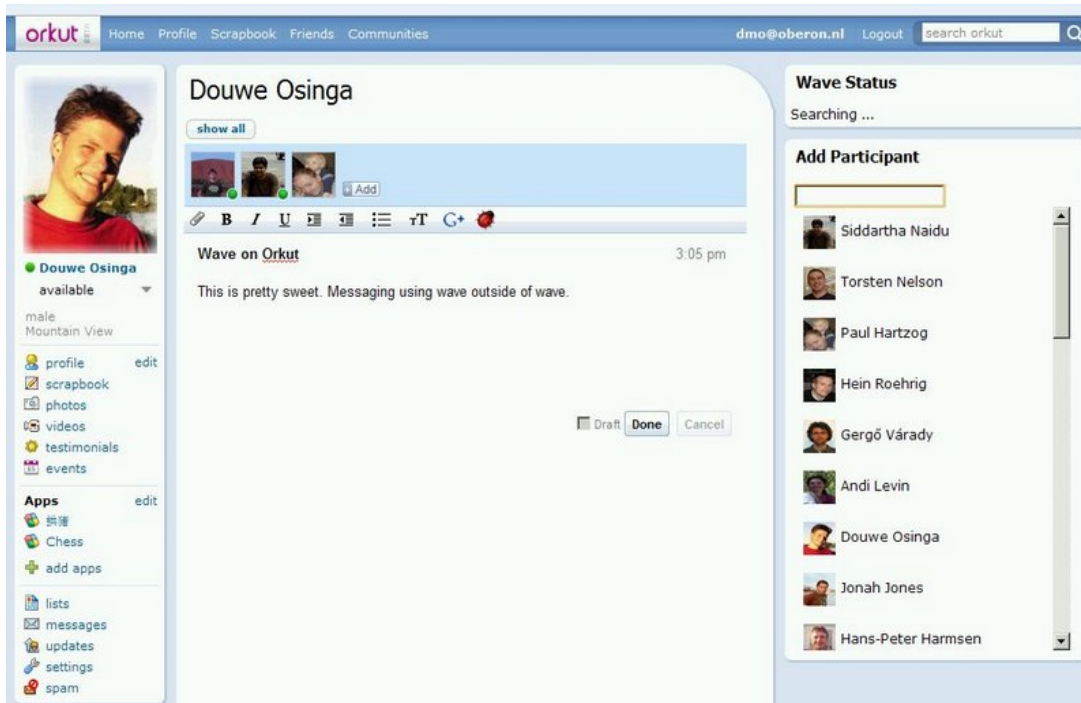 orkut BETA Home Profile Scrapbook Friends Communities dmo@oberon.nl Logout search orkut
Douwe Osinga
available
male
Mountain View
profile edit
scrapbook
photos
videos
testimonials
events
Apps edit
Chess
add apps
lists
messages
updates
settings
spam
Douwe Osinga
show all
Add
B I U TT G+
Wave on Orkut 3:05 pm
This is pretty sweet. Messaging using wave outside of wave.
Draft Done Cancel
Wave Status
Searching ...
Add Participant
Siddartha Naidu
Torsten Nelson
Paul Hartzog
Hein Roehrig
Gergő Várady
Andi Levin
Douwe Osinga
Jonah Jones
Hans-Peter Harmsen